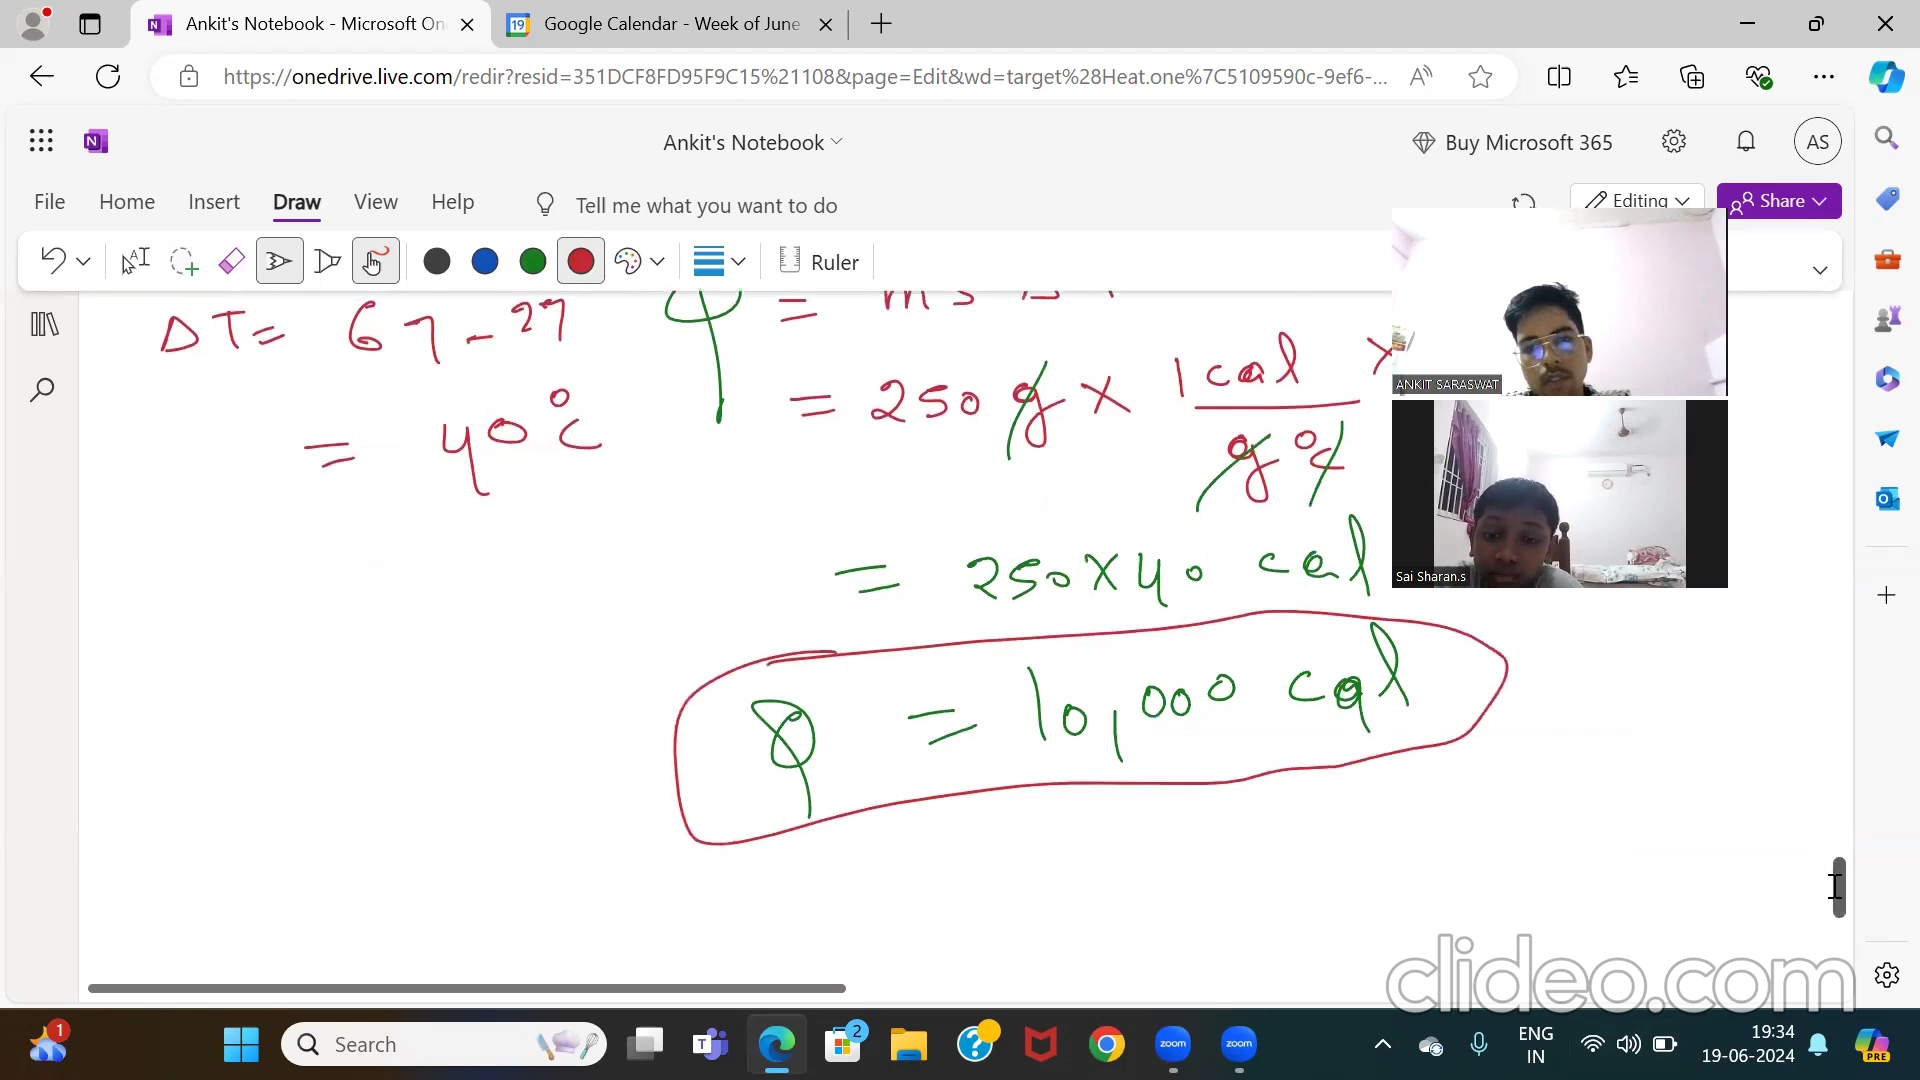 Ankit's Notebook - Microsoft On
Google Calendar - Week of June
https://onedrive.live.com/redir?resid=351DCF8FD95F9C15%21108&page=Edit&wd=target%28Heat.one%7C5109590c-9ef6-...
Ankit's Notebook
Buy Microsoft 365
AS
File Home Insert Draw View Help Tell me what you want to do
Editing Share
Ruler
ΔT = 67 - 27
= ms Δ
= 40°C
= 250 g × 1 cal ×
g °C
= 250 × 40 cal
Q = 10,000 cal
ANKIT SARASWAT
Sai Sharan.s
clideo.com
Search
ENG
IN
19:34
19-06-2024